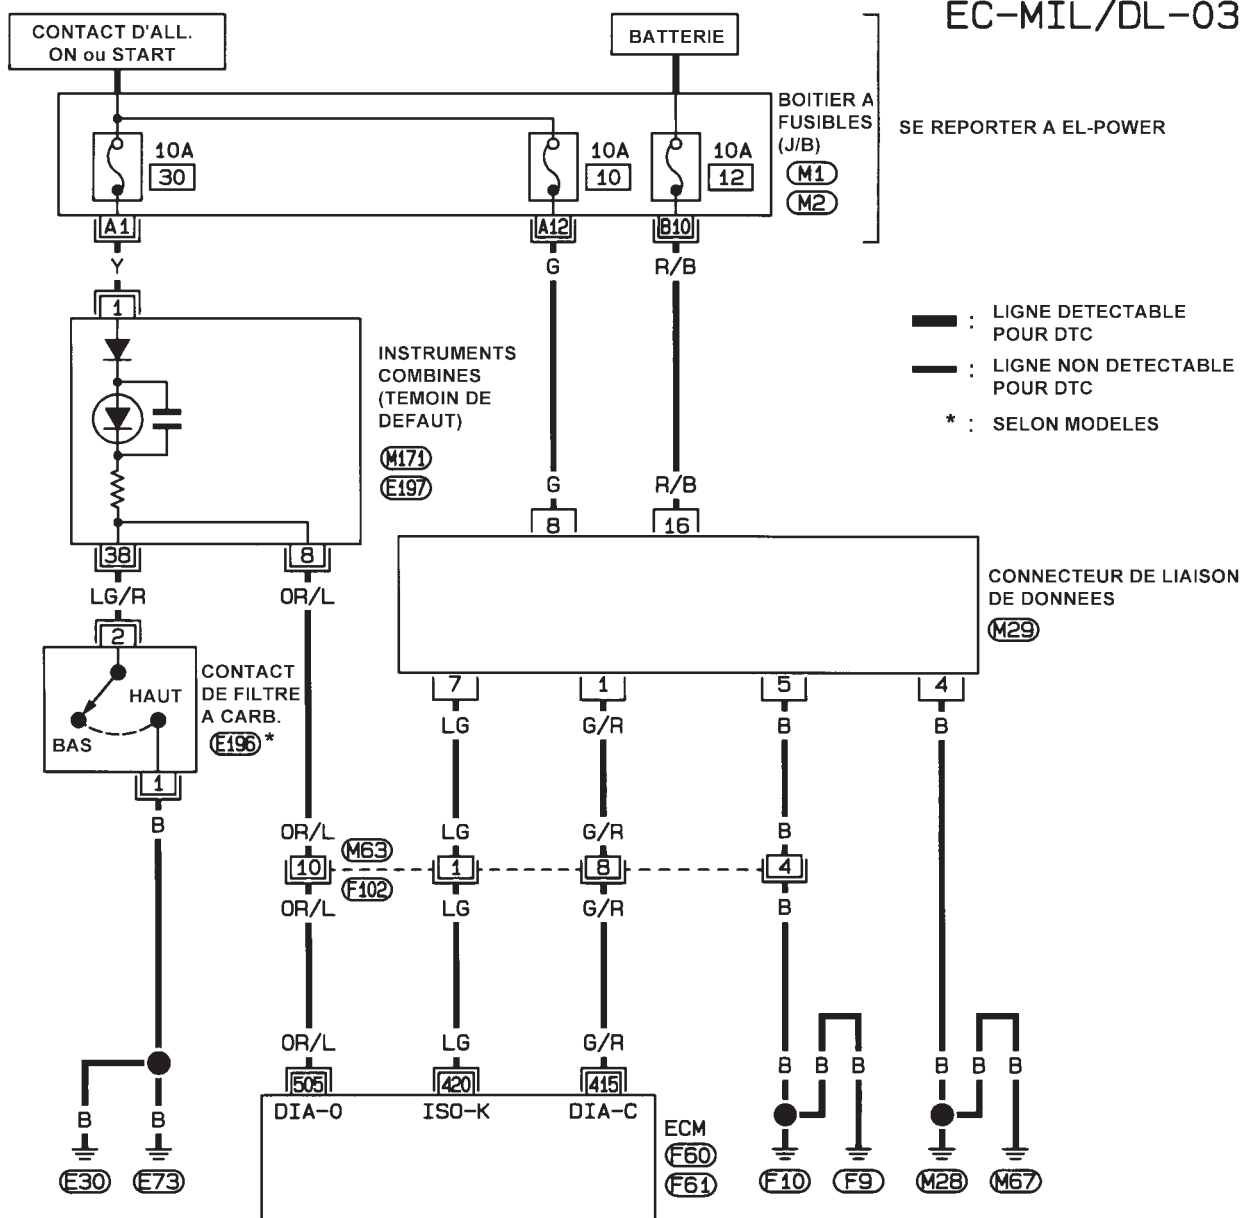 EC-MIL/DL-03
CONTACT D'ALL.
ON ou START
BATTERIE
BOITIER A
FUSIBLES
(J/B)
M1
M2
SE REPORTER A EL-POWER
10A
30
10A
10
10A
12
A1
A12
B10
Y
G
R/B
1
INSTRUMENTS
COMBINES
(TEMOIN DE
DEFAUT)
M171
E197
: LIGNE DETECTABLE
POUR DTC
: LIGNE NON DETECTABLE
POUR DTC
* : SELON MODELES
G
R/B
8
16
38
8
LG/R
OR/L
CONNECTEUR DE LIAISON
DE DONNEES
M29
2
CONTACT
DE FILTRE
A CARB.
E196 *
HAUT
BAS
1
7
1
5
4
LG
G/R
B
B
B
OR/L
LG
G/R
B
M63
10
1
8
4
F102
OR/L
LG
G/R
B
OR/L
LG
G/R
B
B
B
B
B
B
505
420
415
DIA-O
ISO-K
DIA-C
B
B
ECM
F60
F61
E30
E73
F10
F9
M28
M67